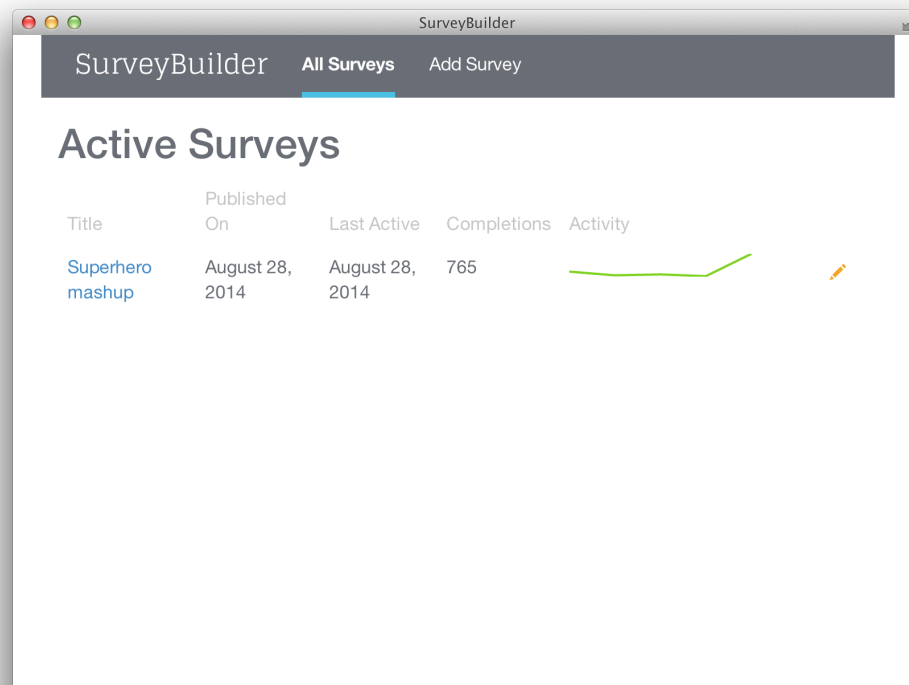 SurveyBuilder
SurveyBuilder All Surveys Add Survey
Active Surveys
Published
Title On Last Active Completions Activity
Superhero August 28, August 28, 765
mashup 2014 2014